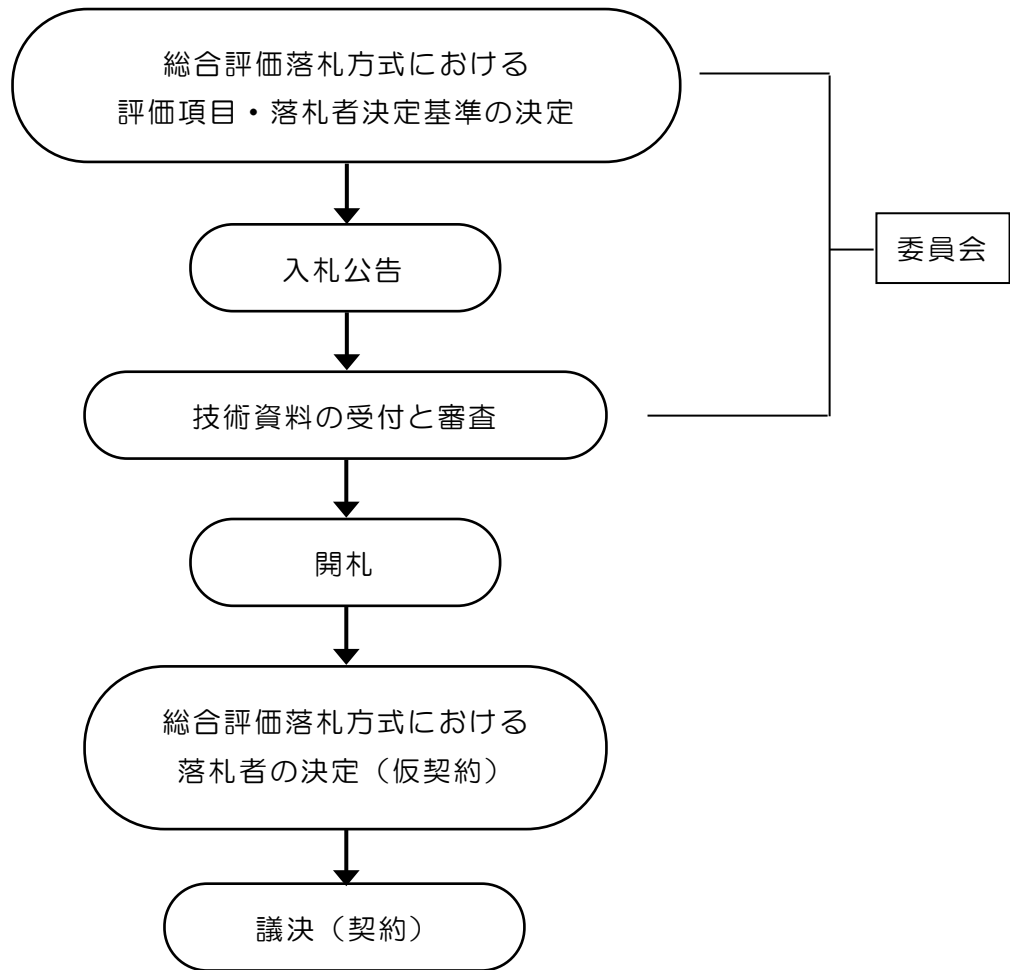 総合評価落札方式における
評価項目・落札者決定基準の決定
入札公告
委員会
技術資料の受付と審査
開札
総合評価落札方式における
落札者の決定（仮契約）
議決（契約）